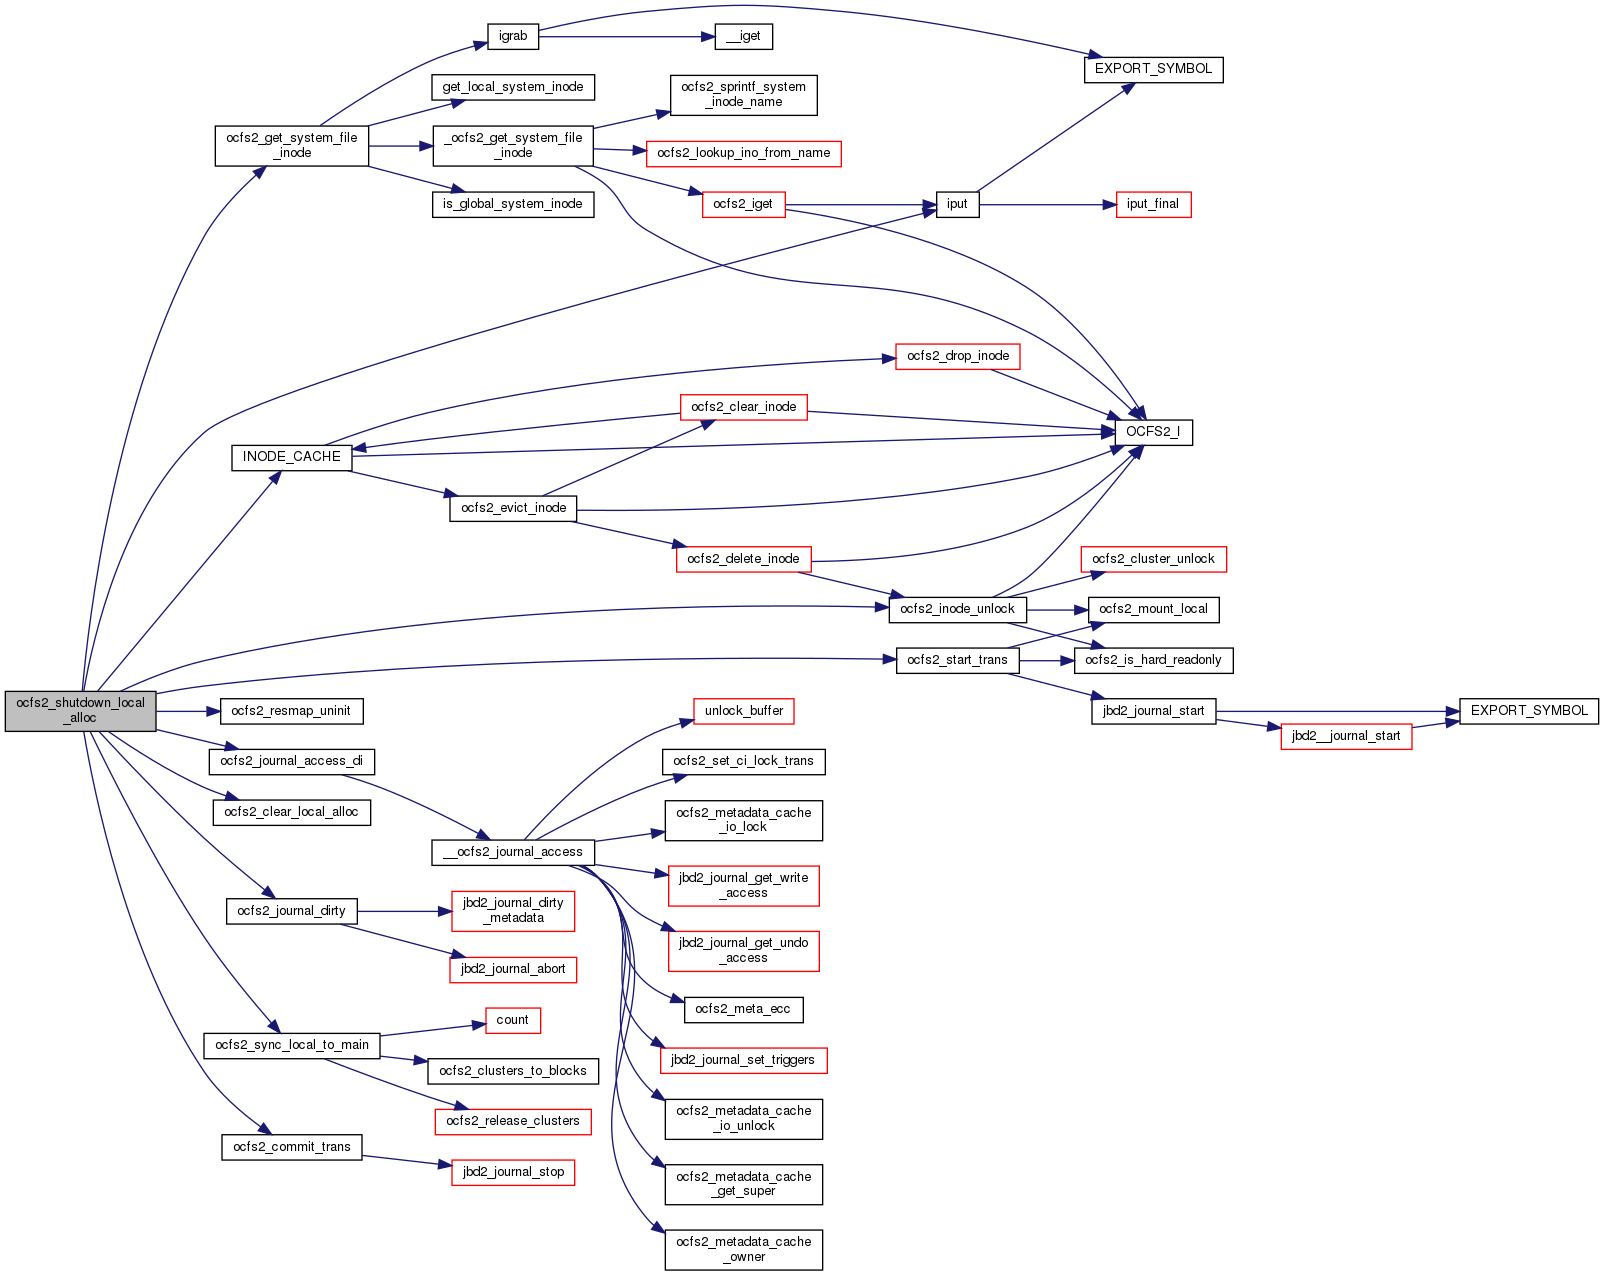 igrab
__iget
EXPORT_SYMBOL
get_local_system_inode
ocfs2_sprintf_system
_inode_name
ocfs2_get_system_file
_inode
_ocfs2_get_system_file
_inode
ocfs2_lookup_ino_from_name
is_global_system_inode
ocfs2_iget
iput
iput_final
ocfs2_drop_inode
ocfs2_clear_inode
OCFS2_I
INODE_CACHE
ocfs2_evict_inode
ocfs2_delete_inode
ocfs2_cluster_unlock
ocfs2_inode_unlock
ocfs2_mount_local
ocfs2_start_trans
ocfs2_is_hard_readonly
ocfs2_shutdown_local
_alloc
ocfs2_resmap_uninit
unlock_buffer
jbd2_journal_start
EXPORT_SYMBOL
jbd2__journal_start
ocfs2_journal_access_di
ocfs2_set_ci_lock_trans
ocfs2_clear_local_alloc
ocfs2_metadata_cache
_io_lock
__ocfs2_journal_access
jbd2_journal_get_write
_access
ocfs2_journal_dirty
jbd2_journal_dirty
_metadata
jbd2_journal_get_undo
_access
jbd2_journal_abort
ocfs2_meta_ecc
count
ocfs2_sync_local_to_main
ocfs2_clusters_to_blocks
jbd2_journal_set_triggers
ocfs2_release_clusters
ocfs2_metadata_cache
_io_unlock
ocfs2_commit_trans
jbd2_journal_stop
ocfs2_metadata_cache
_get_super
ocfs2_metadata_cache
_owner